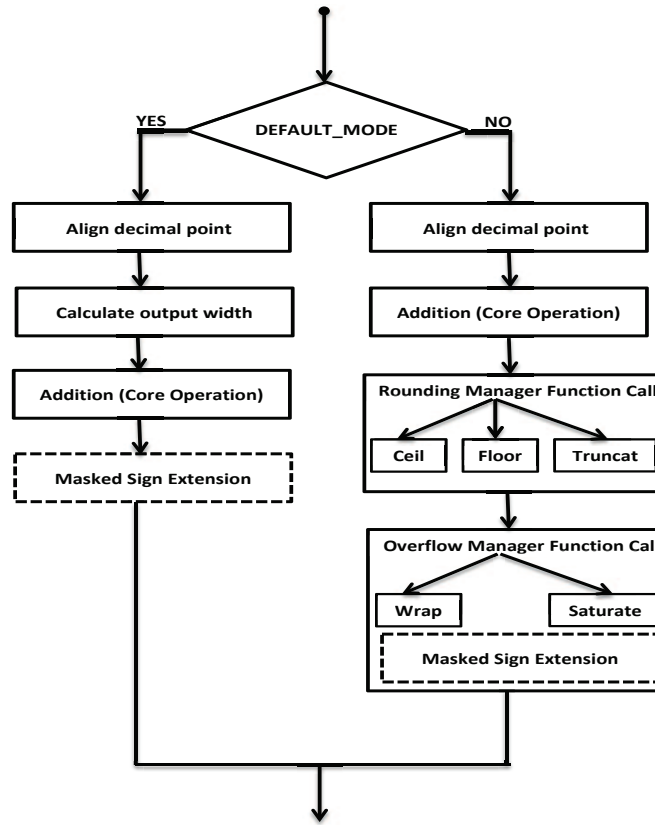 DEFAULT_MODE
YES
NO
Align decimal point
Calculate output width
Addition (Core Operation)
Masked Sign Extension
Align decimal point
Addition (Core Operation)
Rounding Manager Function Call
Ceil
Floor
Truncat
Overflow Manager Function Cal
Wrap
Saturate
Masked Sign Extension